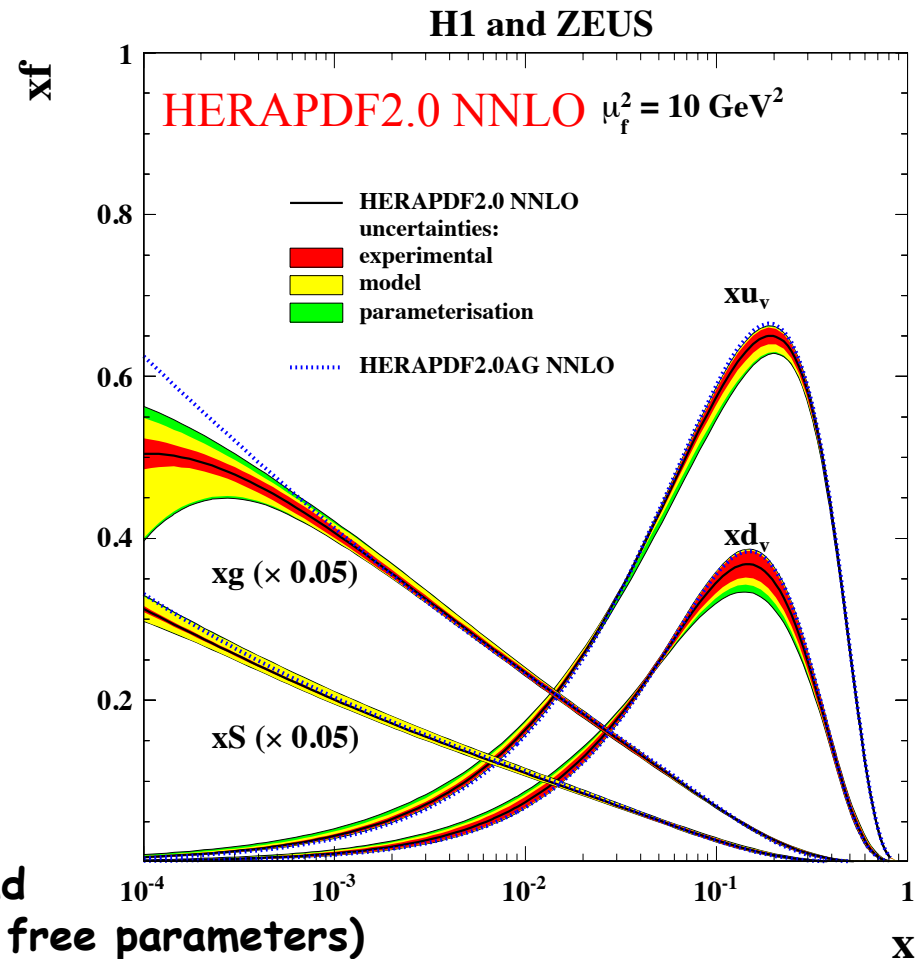 H1 and ZEUS
xf
1
HERAPDF2.0 NNLO μ_f^2 = 10 GeV^2
HERAPDF2.0 NNLO
uncertainties:
experimental
model
parameterisation
HERAPDF2.0AG NNLO
0.8
xu_v
0.6
xd_v
0.4
xg (× 0.05)
0.2
xS (× 0.05)
10^-4 10^-3 10^-2 10^-1 1
free parameters)
x